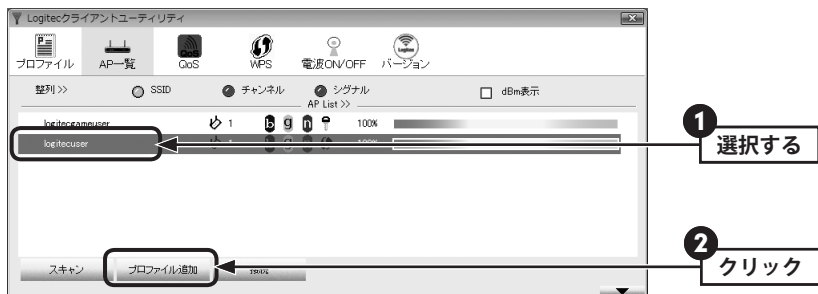 Logitecクライアントユーティリティ
プロファイル AP一覧 QoS WPS 電波ON/OFF バージョン
整列 >> SSID チャンネル シグナル dBm表示
AP List >>
logitecgameuser 1 b g n 100%
logitecuser
1 選択する
スキャン プロファイル追加
2 クリック